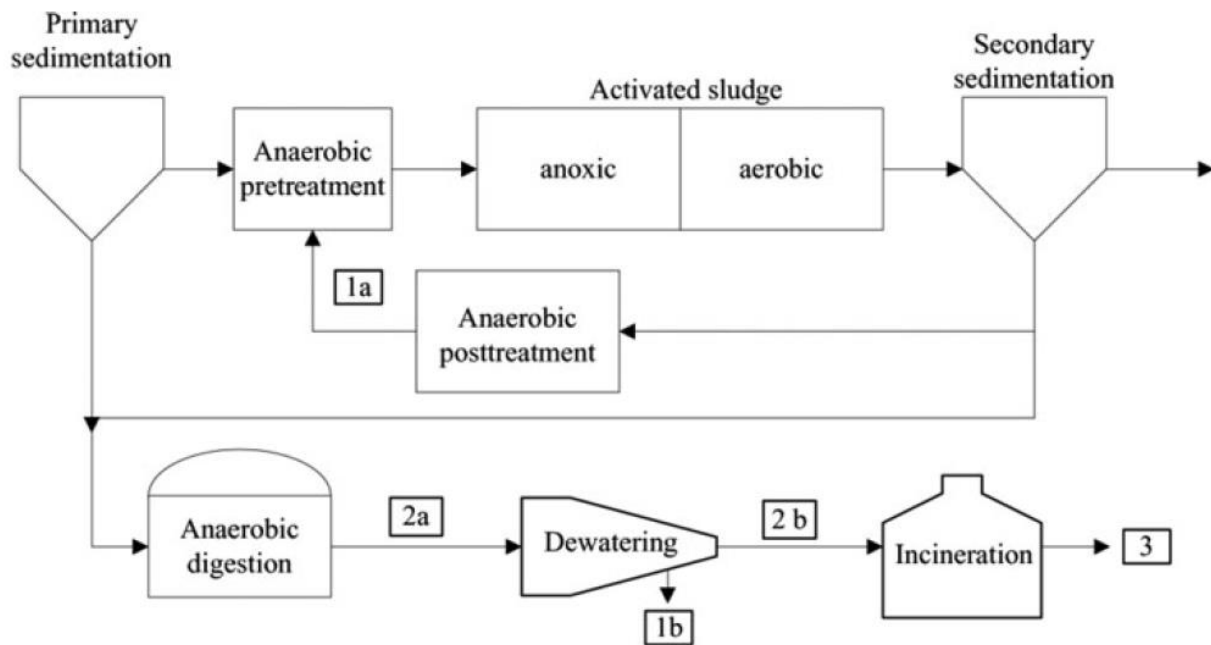 Primary
sedimentation
Secondary
sedimentation
Activated sludge
Anaerobic
pretreatment
anoxic
aerobic
1a
Anaerobic
posttreatment
Anaerobic
digestion
2a
Dewatering
2 b
Incineration
3
1b